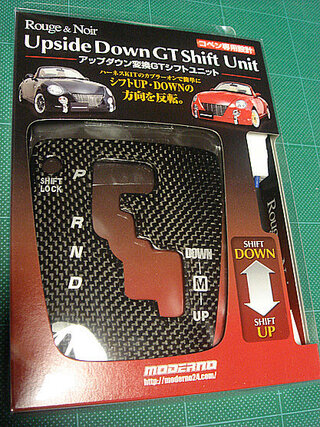 Rouge & Noir
Upside Down GT Shift Unit
コペン専用設計
アップダウン変換GTシフトユニット
ハーネスKITのカプラーオンで簡単に
シフトUP・DOWNの
方向を反転。
SHIFT
LOCK
P
R
N
D
DOWN
M
UP
SHIFT
DOWN
SHIFT
UP
MODERNO
http://moderno24.com/